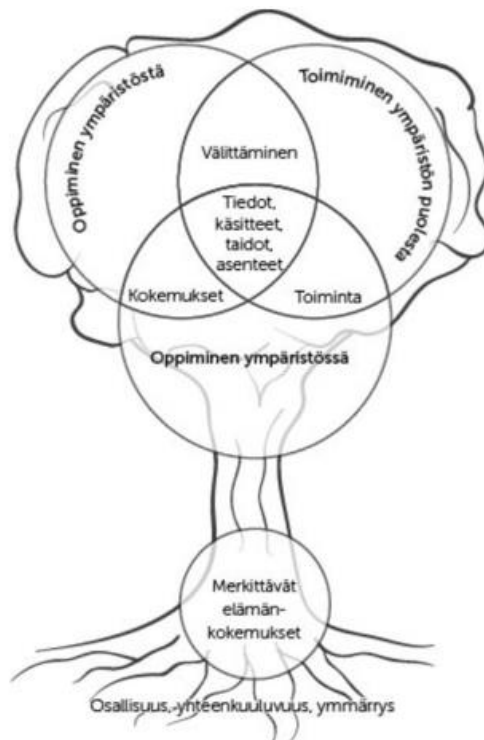 Oppiminen ympäristöstä
Toimiminen ympäristön puolesta
Välittäminen
Tiedot,
käsitteet,
taidot,
asenteet
Kokemukset
Toiminta
Oppiminen ympäristössä
Merkittävät
elämän-
kokemukset
Osallisuus, yhteenkuuluvuus, ymmärrys